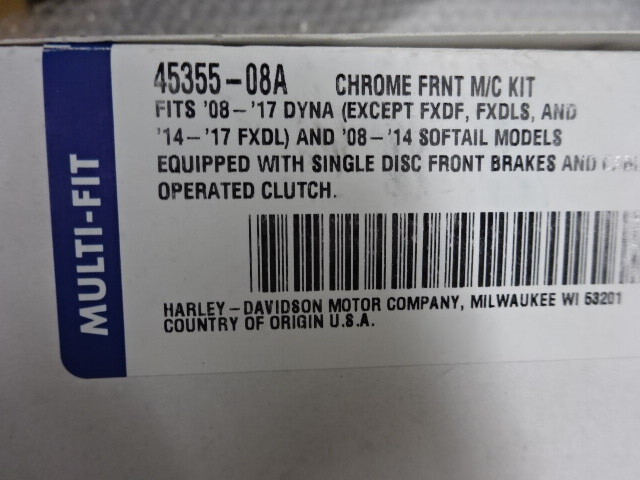 45355-08A CHROME FRNT M/C KIT
FITS '08-'17 DYNA (EXCEPT FXDF, FXDLS, AND
'14-'17 FXDL) AND '08-'14 SOFTAIL MODELS
EQUIPPED WITH SINGLE DISC FRONT BRAKES AND
OPERATED CLUTCH.
HARLEY-DAVIDSON MOTOR COMPANY, MILWAUKEE WI 53201
COUNTRY OF ORIGIN U.S.A.
MULTI-FIT